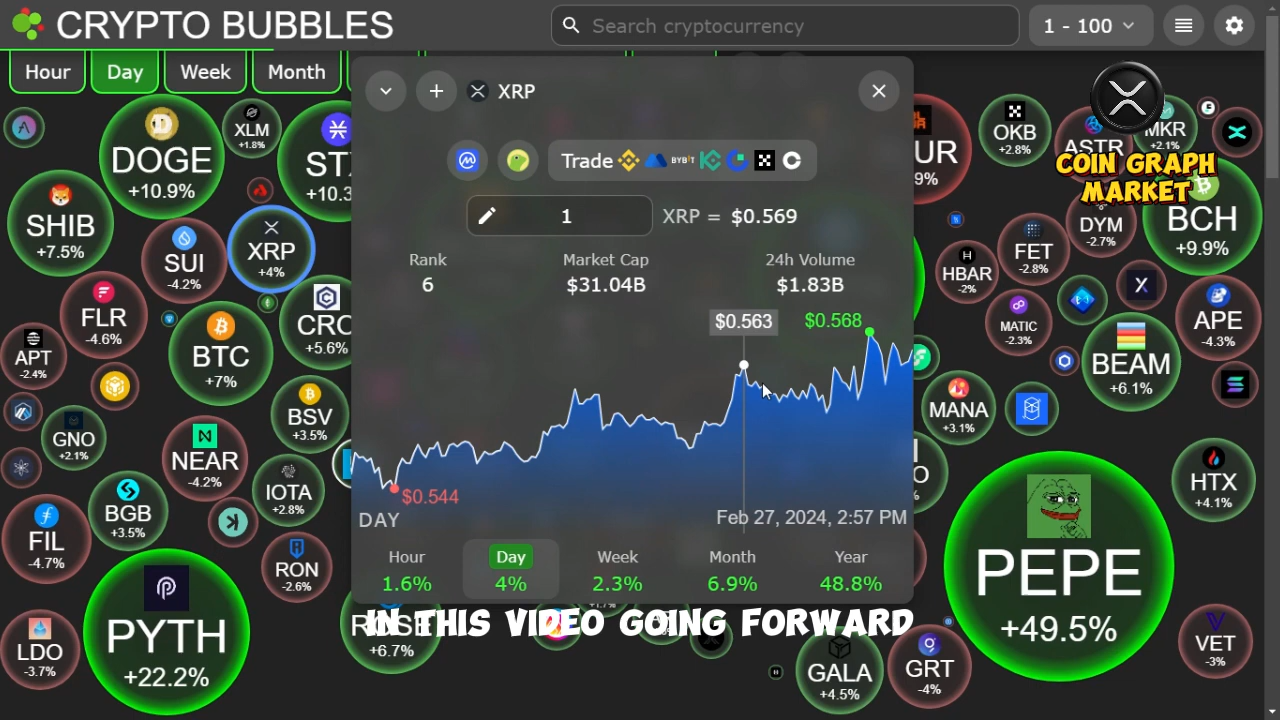 CRYPTO BUBBLES
Search cryptocurrency
1 - 100
Hour
Day
Week
Month
XRP
Trade
BYBIT
1
XRP = $0.569
Rank
6
Market Cap
$31.04B
24h Volume
$1.83B
$0.563
$0.568
$0.544
DAY
Feb 27, 2024, 2:57 PM
Hour
1.6%
Day
4%
Week
2.3%
Month
6.9%
Year
48.8%
IN THIS VIDEO GOING FORWARD
COIN GRAPH
MARKET
DOGE
+10.9%
XLM
+1.8%
SHIB
+7.5%
SUI
-4.2%
XRP
+4%
FLR
-4.6%
BTC
+7%
CRO
+5.6%
APT
-2.4%
BSV
+3.5%
GNO
+2.1%
NEAR
-4.2%
IOTA
+2.8%
BGB
+3.5%
FIL
-4.7%
RON
-2.6%
PYTH
+22.2%
LDO
-3.7%
+6.7%
OKB
+2.8%
MKR
+2.1%
ASTR
BCH
+9.9%
DYM
-2.7%
FET
-2.8%
HBAR
-2%
MATIC
-2.3%
APE
-4.3%
BEAM
+6.1%
MANA
+3.1%
HTX
+4.1%
PEPE
+49.5%
VET
-3%
GALA
+4.5%
GRT
-4%